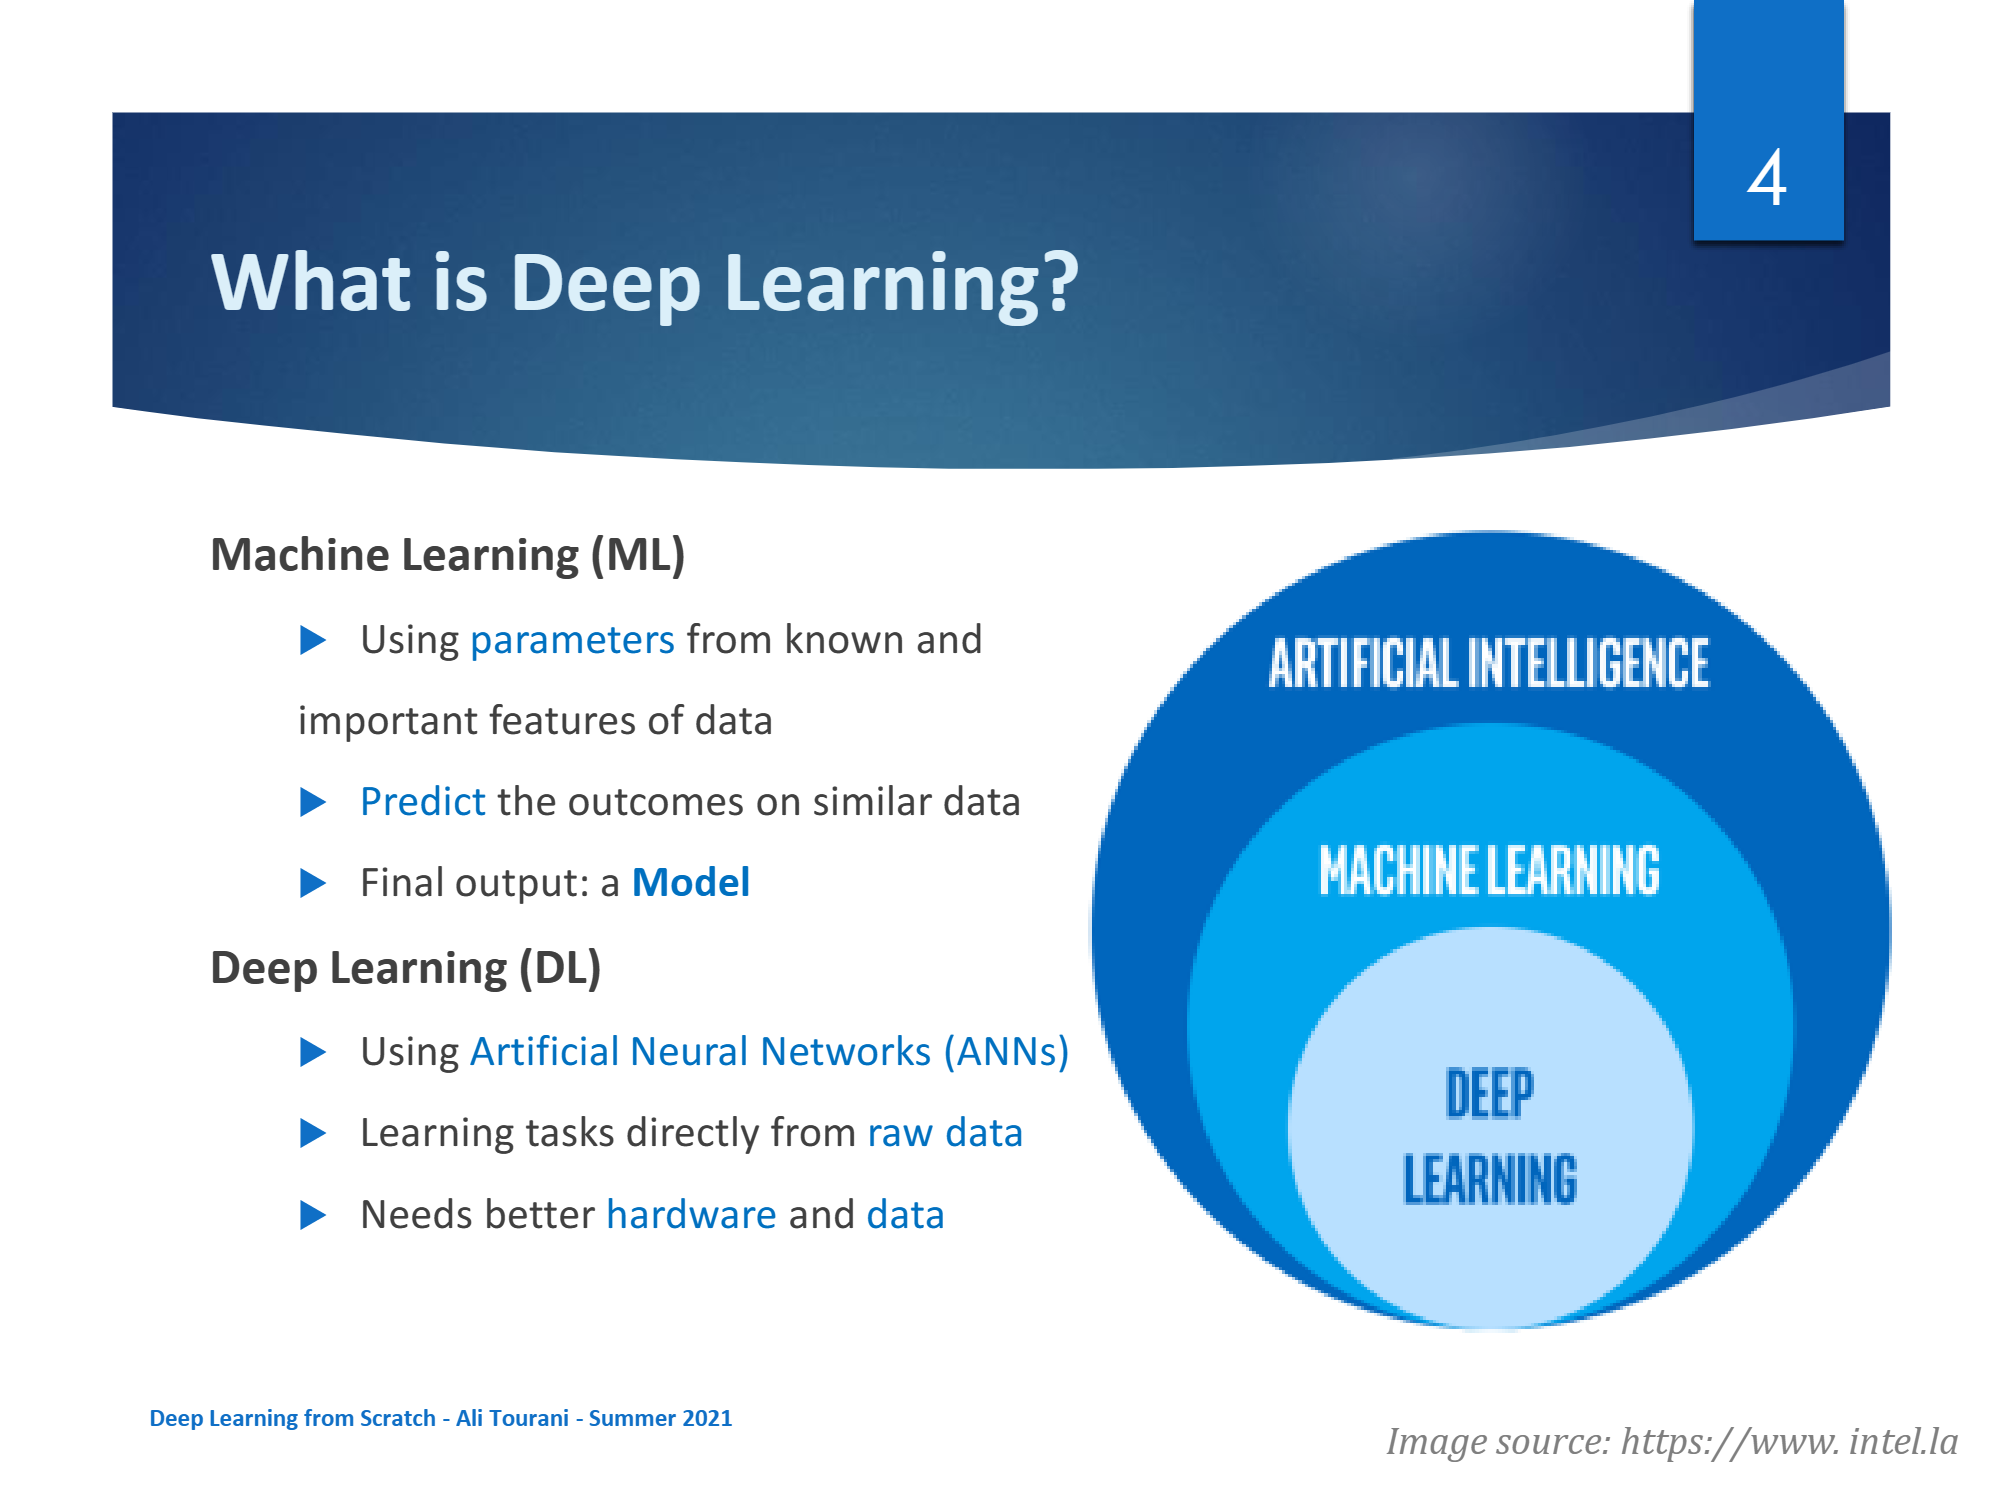 4
What is Deep Learning?
Machine Learning (ML)
Using parameters from known and
important features of data
Predict the outcomes on similar data
Final output: a Model
Deep Learning (DL)
Using Artificial Neural Networks (ANNs)
Learning tasks directly from raw data
Needs better hardware and data
ARTIFICIAL INTELLIGENCE
MACHINE LEARNING
DEEP
LEARNING
Deep Learning from Scratch - Ali Tourani - Summer 2021
Image source: https://www. intel.la